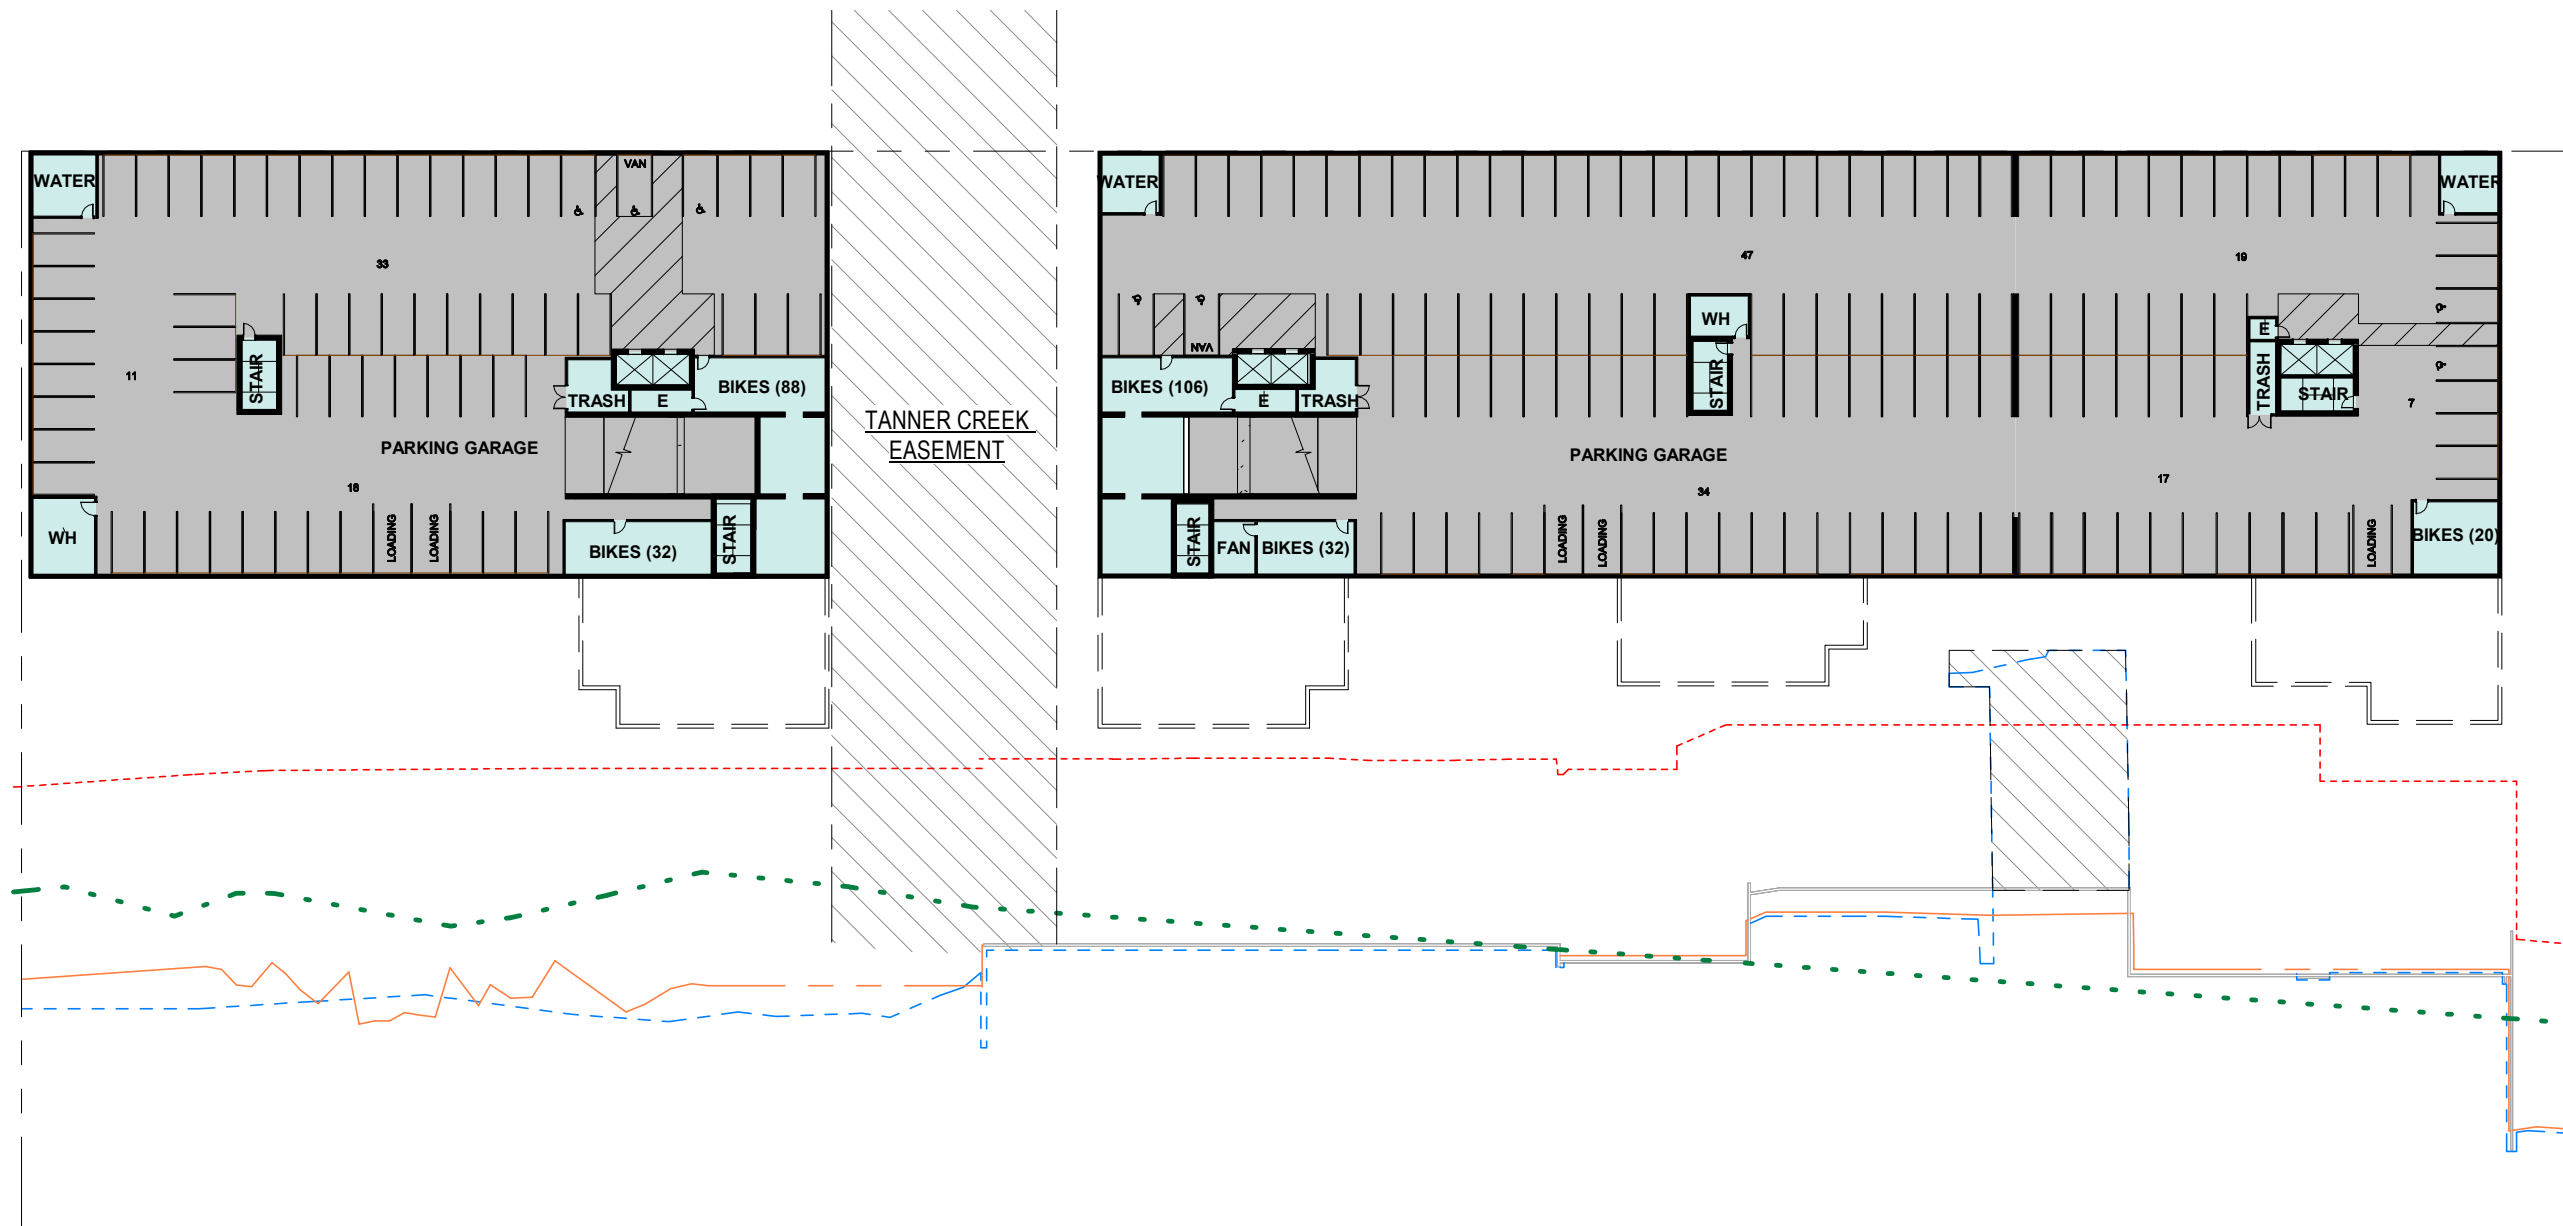 VAN
WATER
WATER
WATER
33
47
19
WH
E
STAIR
STAIR
11
BIKES (88)
TRASH
E
VAN
BIKES (106)
E
TRASH
TRASH
STAIR
7
TANNER CREEK
EASEMENT
PARKING GARAGE
PARKING GARAGE
18
34
17
WH
LOADING
LOADING
BIKES (32)
STAIR
STAIR
FAN
BIKES (32)
LOADING
LOADING
LOADING
BIKES (20)